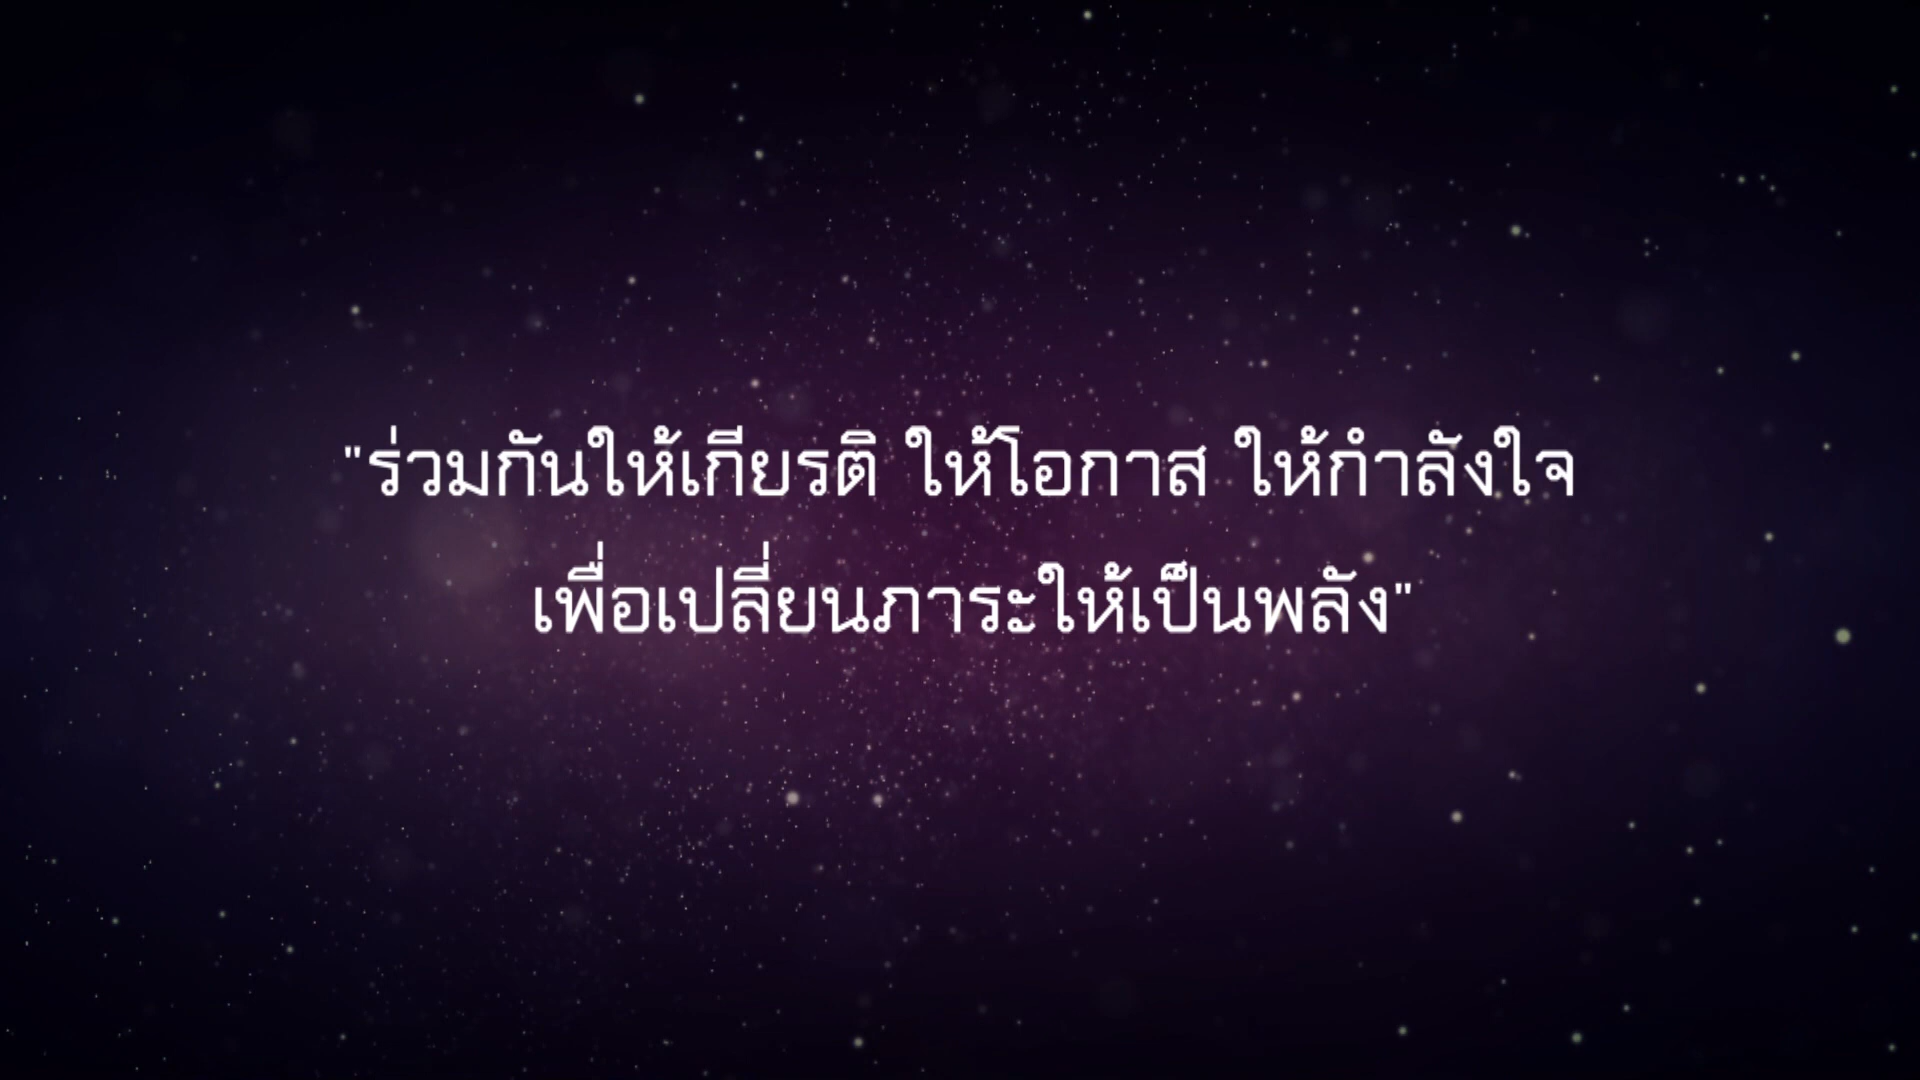 "ร่วมกันให้เกียรติ ให้โอกาส ให้กำลังใจ
เพื่อเปลี่ยนภาระให้เป็นพลัง"